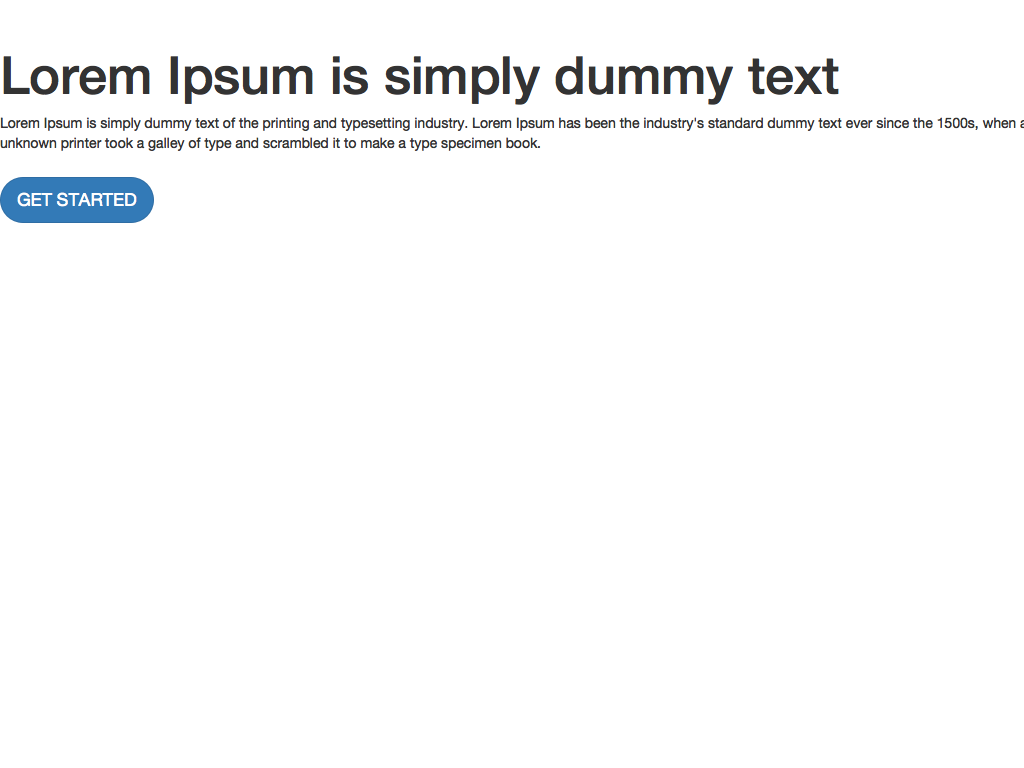 Lorem Ipsum is simply dummy text
Lorem Ipsum is simply dummy text of the printing and typesetting industry. Lorem Ipsum has been the industry's standard dummy text ever since the 1500s, when
unknown printer took a galley of type and scrambled it to make a type specimen book.
GET STARTED